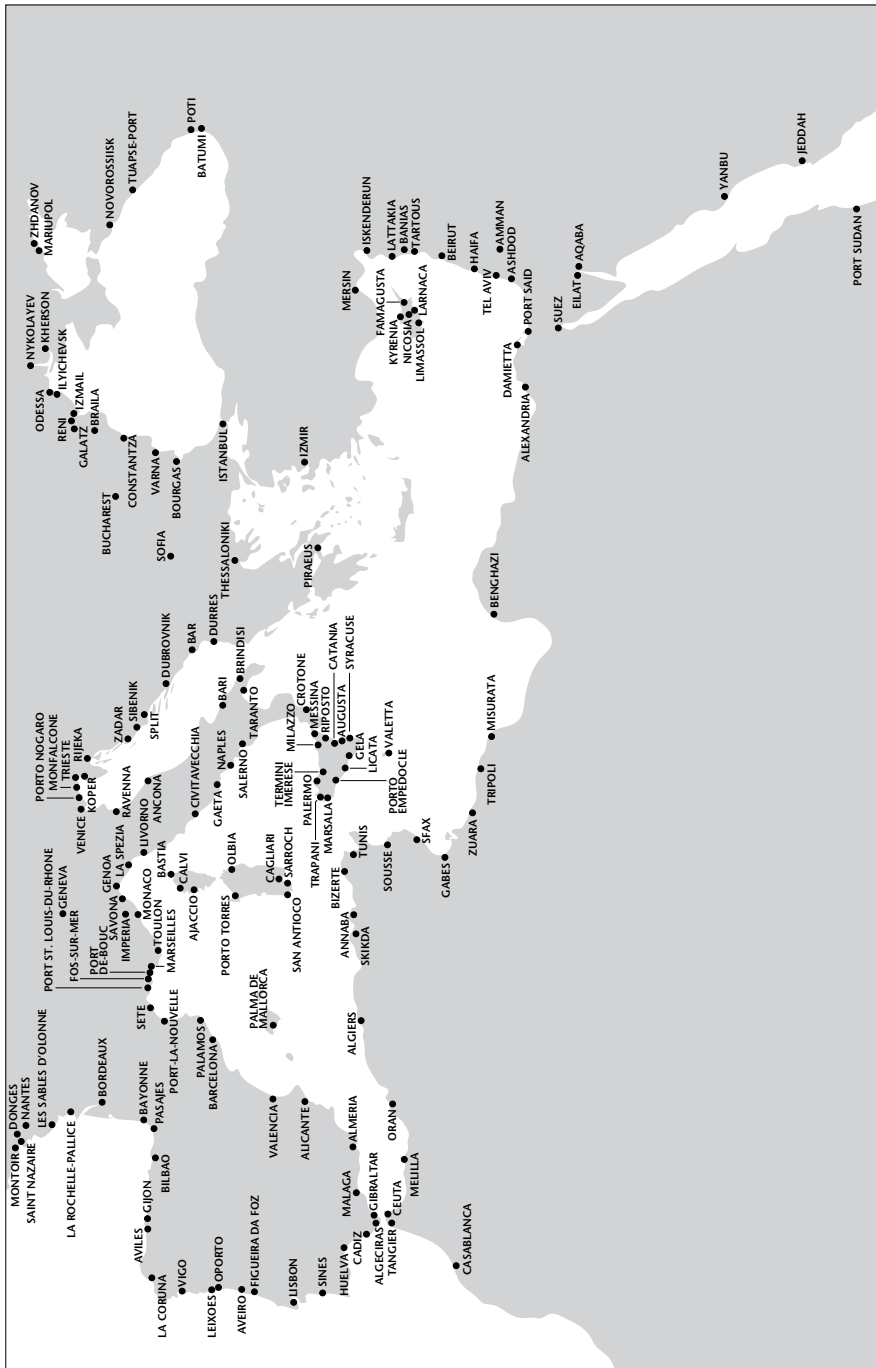 MONTOIR
DONGES
SAINT NAZAIRE
NANTES
LES SABLES D'OLONNE
LA ROCHELLE-PALLICE
BORDEAUX
BAYONNE
PASAJES
BILBAO
GIJON
AVILES
LA CORUNA
VIGO
LEIXOES
OPORTO
AVEIRO
FIGUEIRA DA FOZ
LISBON
SINES
HUELVA
CADIZ
ALGECIRAS
GIBRALTAR
TANGIER
CEUTA
MELILLA
CASABLANCA
MALAGA
ALMERIA
ORAN
ALICANTE
VALENCIA
PALMA DE
MALLORCA
BARCELONA
PALAMOS
PORT-LA-NOUVELLE
SETE
PORT ST. LOUIS-DU-RHONE
FOS-SUR-MER
PORT
DE-BOUC
MARSEILLES
TOULON
GENEVA
MONACO
IMPERIA
SAVONA
GENOA
LA SPEZIA
LIVORNO
BASTIA
CALVI
AJACCIO
PORTO TORRES
OLBIA
CAGLIARI
SARROCH
SAN ANTIOCO
ALGIERS
SKIKDA
ANNABA
BIZERTE
TUNIS
SOUSSE
SFAX
GABES
ZUARA
TRIPOLI
MISURATA
BENGHAZI
CIVITAVECCHIA
GAETA
NAPLES
SALERNO
TARANTO
BRINDISI
BARI
CROTONE
MESSINA
MILAZZO
RIPOSTO
CATANIA
AUGUSTA
SYRACUSE
GELA
LICATA
PORTO
EMPEDOCLE
VALETTA
TERMINI
IMERESE
PALERMO
TRAPANI
MARSALA
ANCONA
RAVENNA
VENICE
PORTO NOGARO
MONFALCONE
TRIESTE
KOPER
RIJEKA
ZADAR
SIBENIK
SPLIT
DUBROVNIK
BAR
DURRES
SOFIA
THESSALONIKI
PIRAEUS
IZMIR
ISTANBUL
BOURGAS
VARNA
CONSTANTZA
BUCHAREST
BRAILA
GALATZ
RENI
IZMAIL
ODESSA
ILYICHEVSK
NYKOLAYEV
KHERSON
ZHDANOV
MARIUPOL
NOVOROSSIISK
TUAPSE-PORT
POTI
BATUMI
MERSIN
ISKENDERUN
LATTAKIA
BANIAS
TARTOUS
FAMAGUSTA
KYRENIA
NICOSIA
LARNACA
LIMASSOL
BEIRUT
HAIFA
TEL AVIV
AMMAN
ASHDOD
PORT SAID
DAMIETTA
ALEXANDRIA
SUEZ
EILAT
AQABA
YANBU
JEDDAH
PORT SUDAN